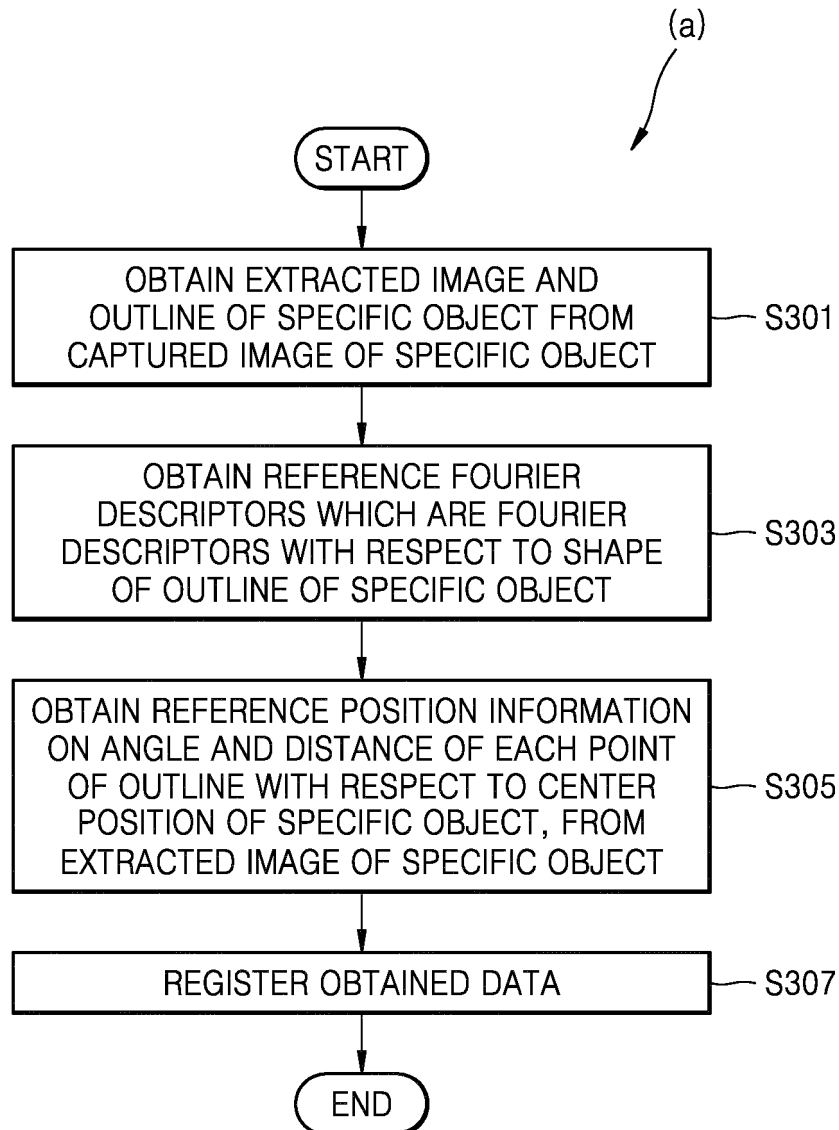 (a)
START
OBTAIN EXTRACTED IMAGE AND
OUTLINE OF SPECIFIC OBJECT FROM
CAPTURED IMAGE OF SPECIFIC OBJECT
S301
OBTAIN REFERENCE FOURIER
DESCRIPTORS WHICH ARE FOURIER
DESCRIPTORS WITH RESPECT TO SHAPE
OF OUTLINE OF SPECIFIC OBJECT
S303
OBTAIN REFERENCE POSITION INFORMATION
ON ANGLE AND DISTANCE OF EACH POINT
OF OUTLINE WITH RESPECT TO CENTER
POSITION OF SPECIFIC OBJECT, FROM
EXTRACTED IMAGE OF SPECIFIC OBJECT
S305
REGISTER OBTAINED DATA
S307
END